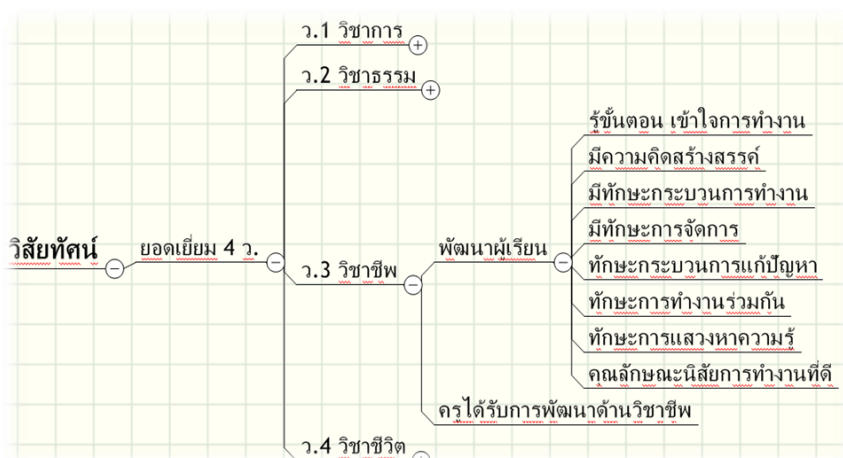 ว.1 วิชาการ
ว.2 วิชาธรรม
รู้ขั้นตอน เข้าใจการทำงาน
มีความคิดสร้างสรรค์
มีทักษะกระบวนการทำงาน
มีทักษะการจัดการ
วิสัยทัศน์
ยอดเยี่ยม 4 ว.
ว.3 วิชาชีพ
พัฒนาผู้เรียน
ทักษะกระบวนการแก้ปัญหา
ทักษะการทำงานร่วมกัน
ทักษะการแสวงหาความรู้
คุณลักษณะนิสัยการทำงานที่ดี
ครูได้รับการพัฒนาด้านวิชาชีพ
ว.4 วิชาชีวิต